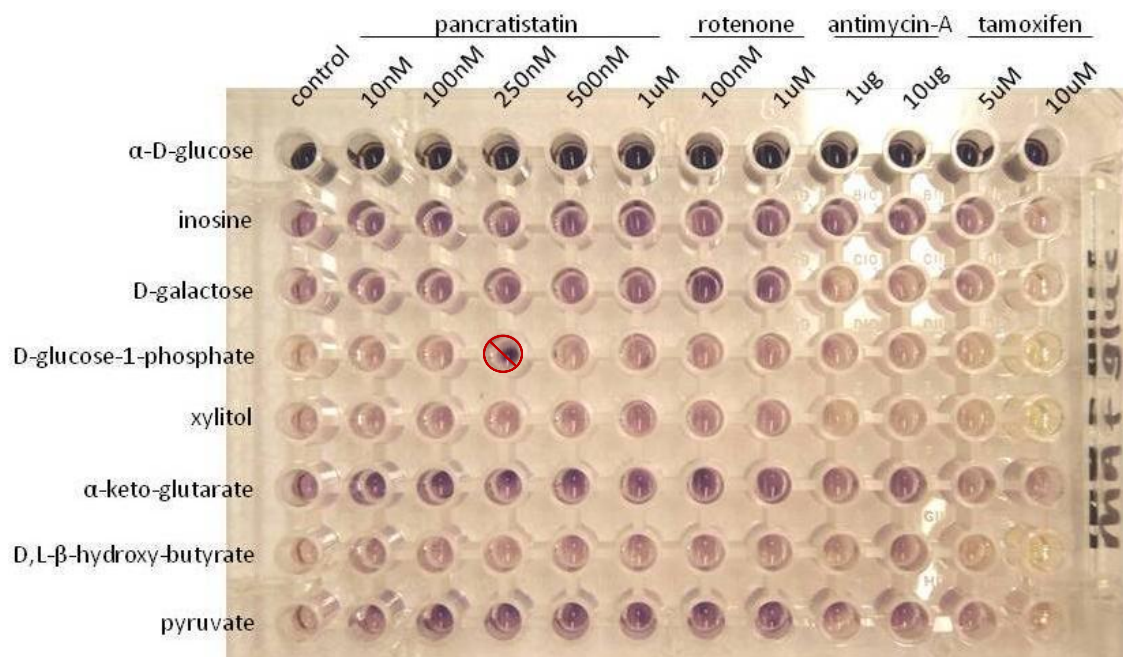 pancratistatin rotenone antimycin-A tamoxifen
control 10nM 100nM 250nM 500nM 1uM 100nM 1uM 1ug 10ug 5uM 10uM
α-D-glucose
inosine
D-galactose
D-glucose-1-phosphate
xylitol
α-keto-glutarate
D,L-β-hydroxy-butyrate
pyruvate